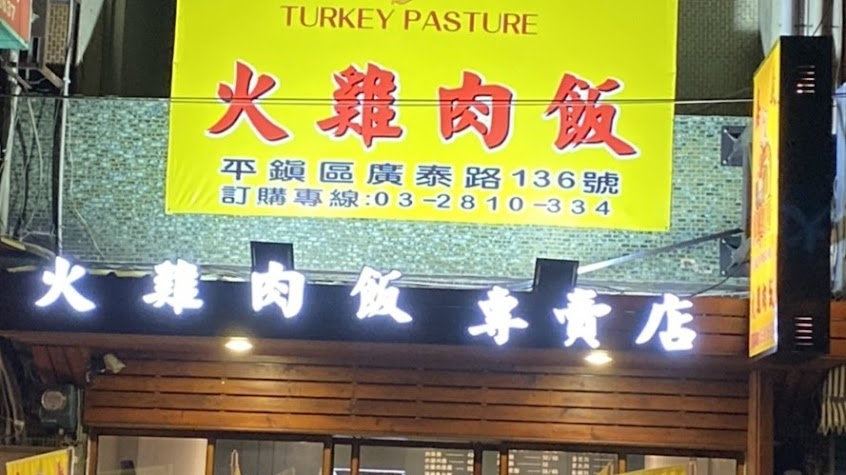 TURKEY PASTURE
火雞肉飯
平鎮區廣泰路136號
訂購專線:03-2810-334
火雞肉飯 專賣店